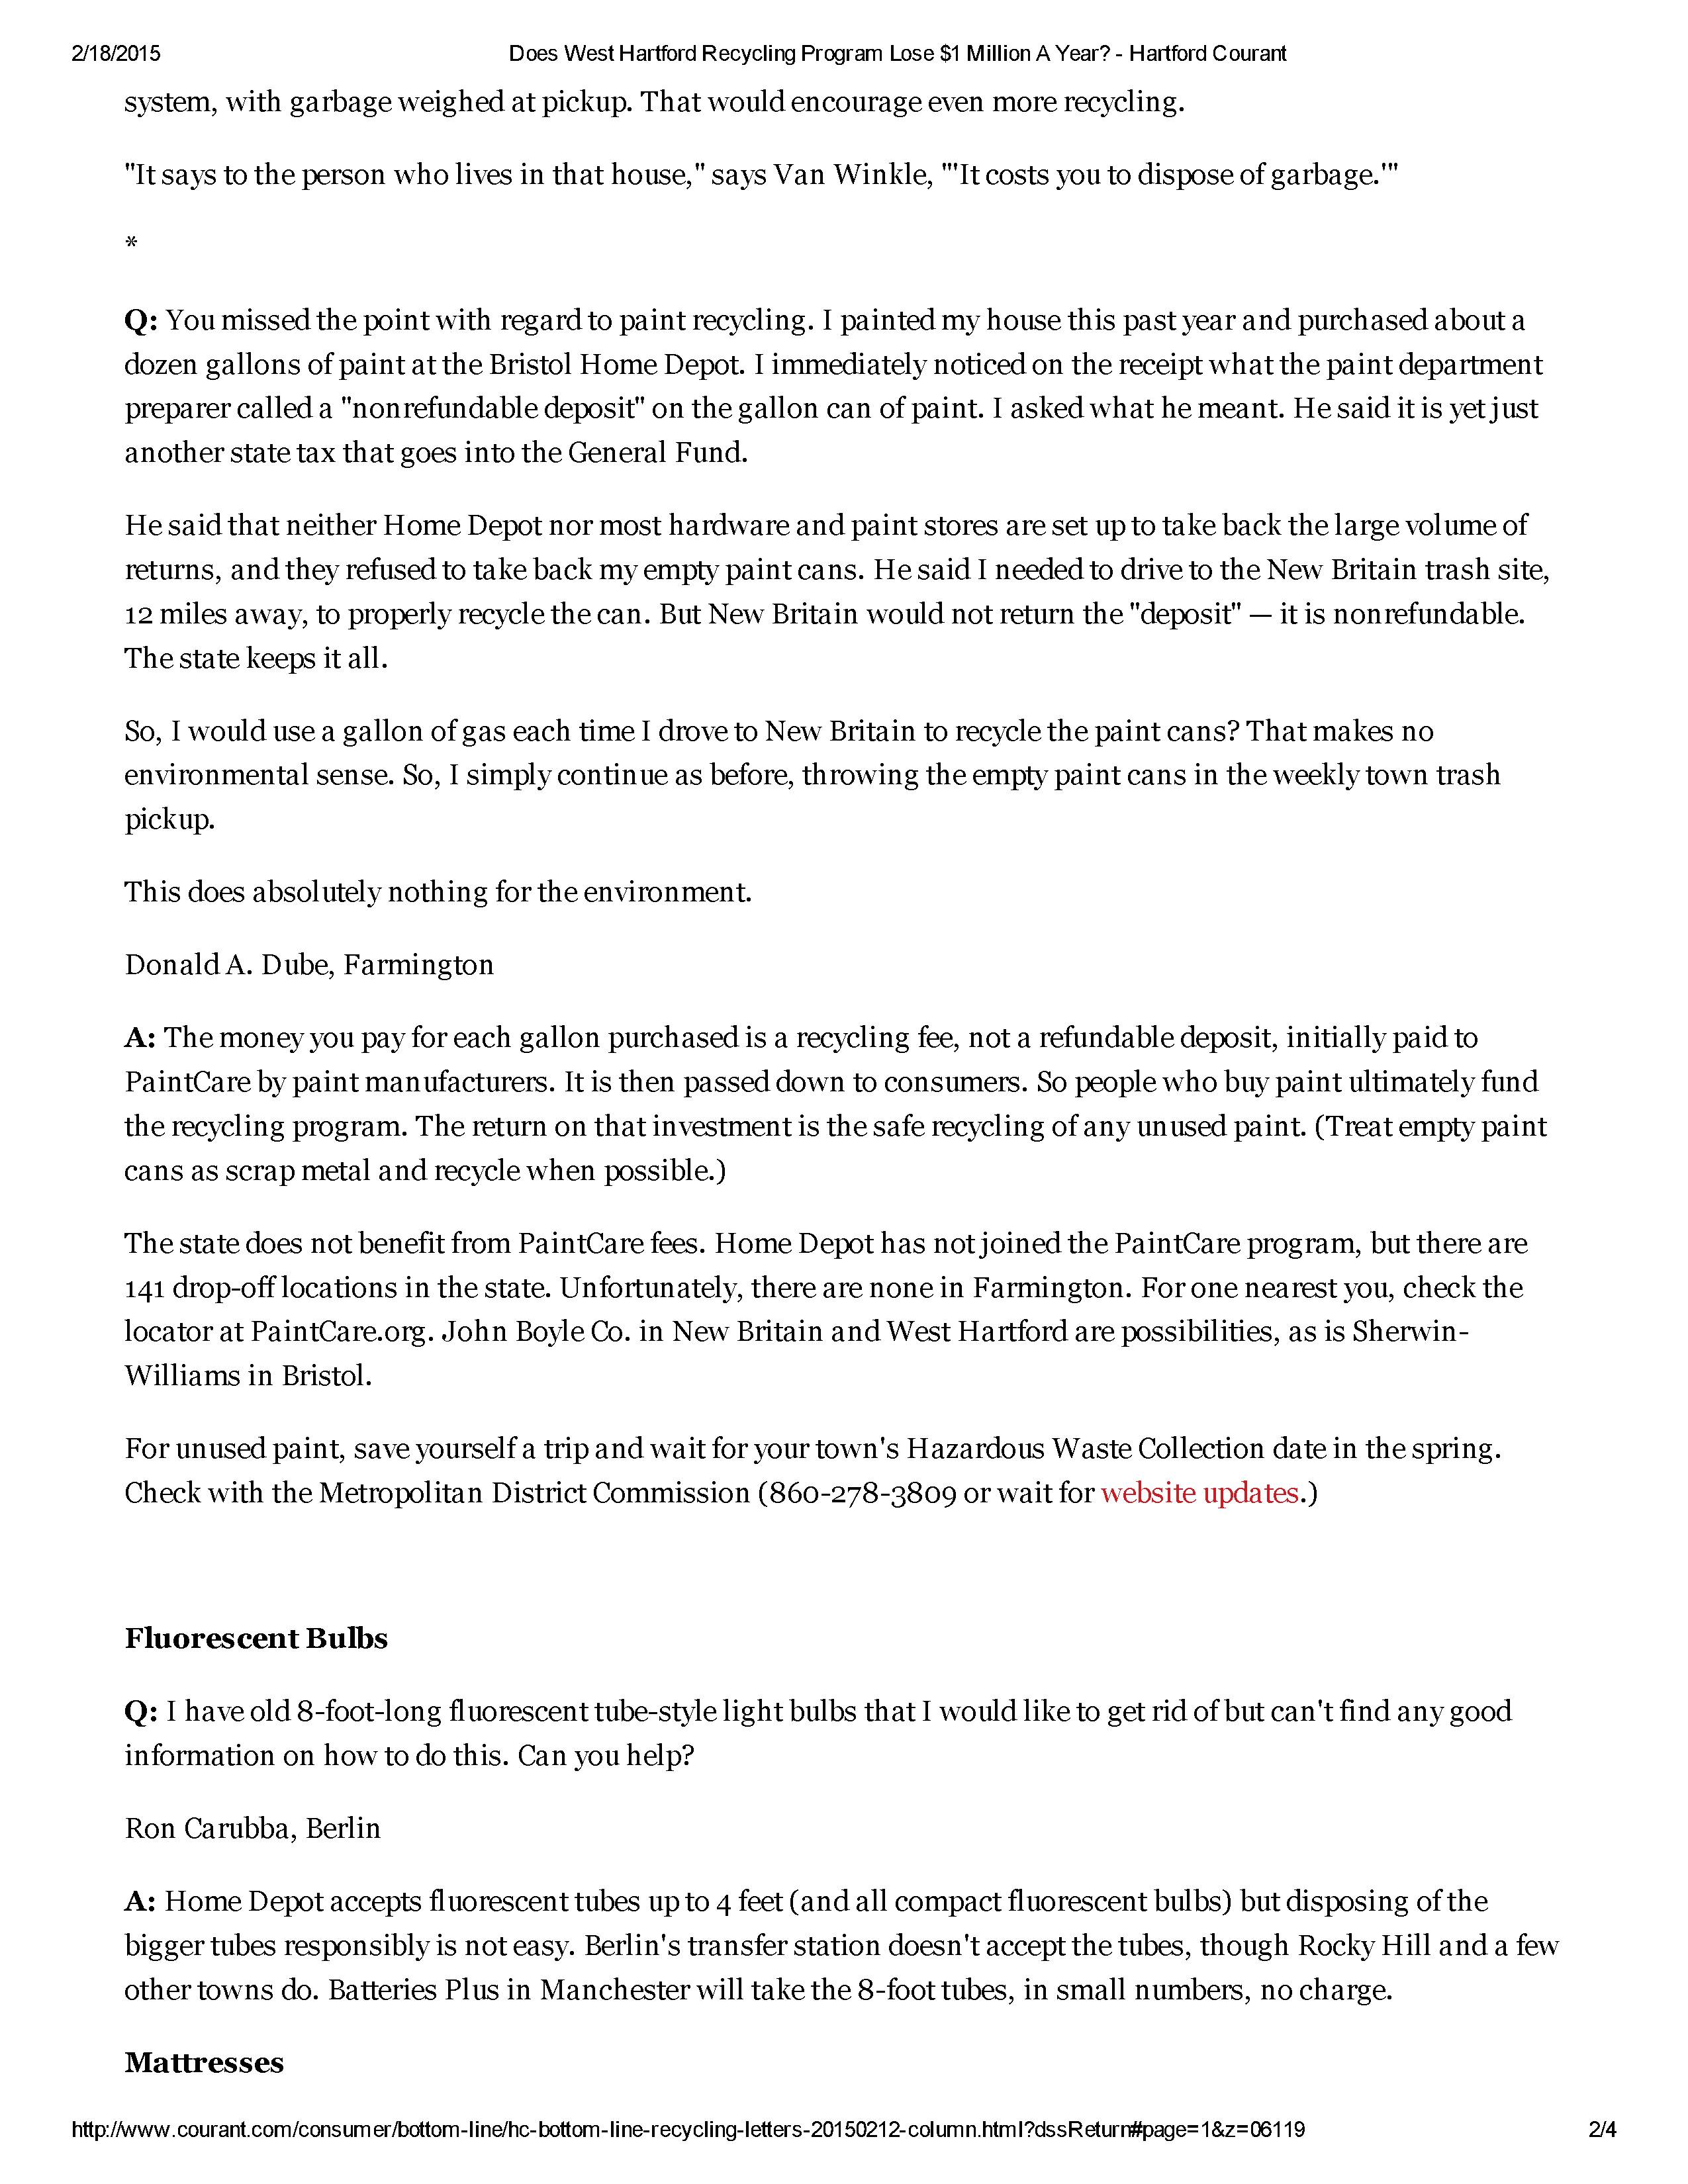 2/18/2015 Does West Hartford Recycling Program Lose $1 Million A Year? - Hartford Courant
system, with garbage weighed at pickup. That would encourage even more recycling.
"It says to the person who lives in that house," says Van Winkle, "'It costs you to dispose of garbage.'"
*
Q: You missed the point with regard to paint recycling. I painted my house this past year and purchased about a
dozen gallons of paint at the Bristol Home Depot. I immediately noticed on the receipt what the paint department
preparer called a "nonrefundable deposit" on the gallon can of paint. I asked what he meant. He said it is yet just
another state tax that goes into the General Fund.
He said that neither Home Depot nor most hardware and paint stores are set up to take back the large volume of
returns, and they refused to take back my empty paint cans. He said I needed to drive to the New Britain trash site,
12 miles away, to properly recycle the can. But New Britain would not return the "deposit" — it is nonrefundable.
The state keeps it all.
So, I would use a gallon of gas each time I drove to New Britain to recycle the paint cans? That makes no
environmental sense. So, I simply continue as before, throwing the empty paint cans in the weekly town trash
pickup.
This does absolutely nothing for the environment.
Donald A. Dube, Farmington
A: The money you pay for each gallon purchased is a recycling fee, not a refundable deposit, initially paid to
PaintCare by paint manufacturers. It is then passed down to consumers. So people who buy paint ultimately fund
the recycling program. The return on that investment is the safe recycling of any unused paint. (Treat empty paint
cans as scrap metal and recycle when possible.)
The state does not benefit from PaintCare fees. Home Depot has not joined the PaintCare program, but there are
141 drop-off locations in the state. Unfortunately, there are none in Farmington. For one nearest you, check the
locator at PaintCare.org. John Boyle Co. in New Britain and West Hartford are possibilities, as is Sherwin-
Williams in Bristol.
For unused paint, save yourself a trip and wait for your town's Hazardous Waste Collection date in the spring.
Check with the Metropolitan District Commission (860-278-3809 or wait for website updates.)
Fluorescent Bulbs
Q: I have old 8-foot-long fluorescent tube-style light bulbs that I would like to get rid of but can't find any good
information on how to do this. Can you help?
Ron Carubba, Berlin
A: Home Depot accepts fluorescent tubes up to 4 feet (and all compact fluorescent bulbs) but disposing of the
bigger tubes responsibly is not easy. Berlin's transfer station doesn't accept the tubes, though Rocky Hill and a few
other towns do. Batteries Plus in Manchester will take the 8-foot tubes, in small numbers, no charge.
Mattresses
http://www.courant.com/consumer/bottom-line/hc-bottom-line-recycling-letters-20150212-column.html?dssReturn#page=1&z=06119 2/4